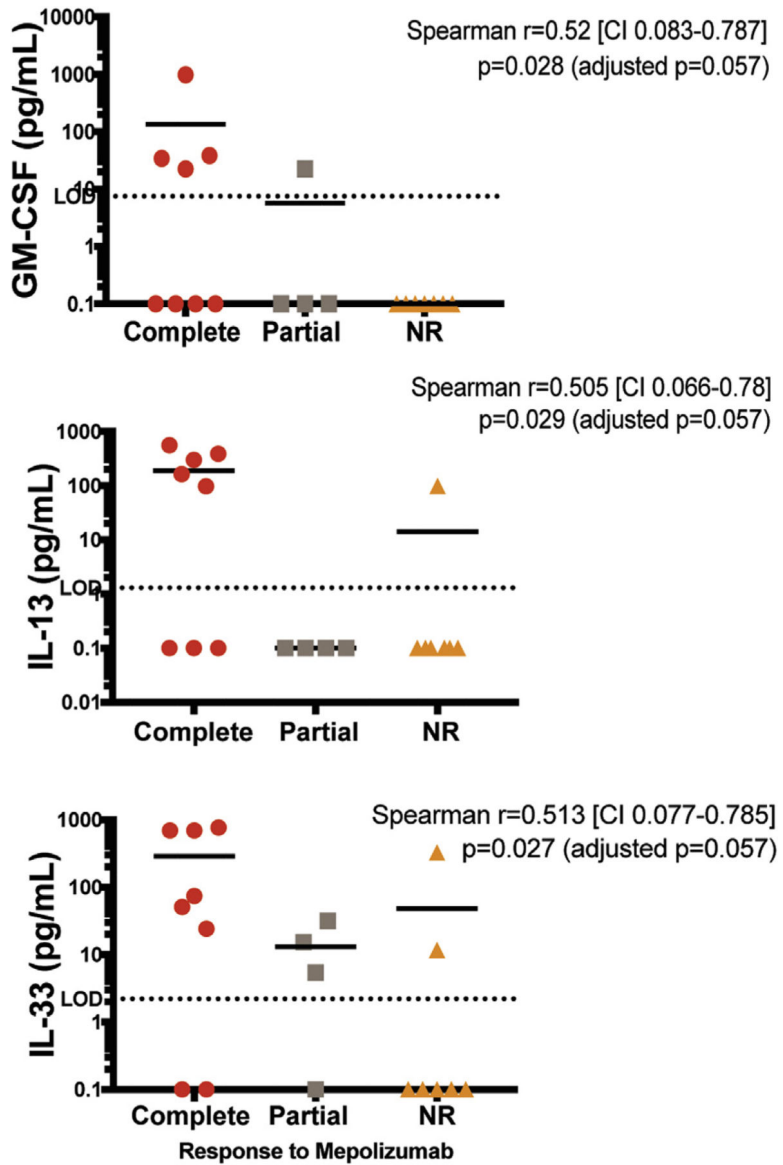 Spearman r=0.52 [CI 0.083-0.787]
p=0.028 (adjusted p=0.057)
GM-CSF (pg/mL)
10000
1000
100
10
LOD
1
0.1
Complete Partial NR
Spearman r=0.505 [CI 0.066-0.78]
p=0.029 (adjusted p=0.057)
IL-13 (pg/mL)
1000
100
10
LOD
1
0.1
0.01
Complete Partial NR
Spearman r=0.513 [CI 0.077-0.785]
p=0.027 (adjusted p=0.057)
IL-33 (pg/mL)
1000
100
10
LOD
1
0.1
Complete Partial NR
Response to Mepolizumab